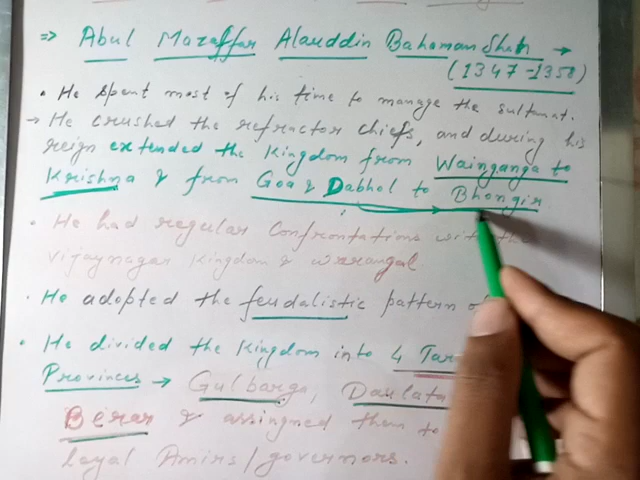 => Abul Mozaffar Alauddin Bahaman Shah →
(1347-1358)
• He spent most of his time to manage the sultanat.
→ He crushed the refractor chiefs, and during his
reign extended the Kingdom from Wainganga to
Krishna & from Goa & Dabhol to Bhongir
• He had regular Confrontations with the
vijaynagar Kingdom & warangal
• He adopted the feudalistic pattern of
• He divided the Kingdom into 4
Provinces → Gulbarga,
Berar & assigned them to
loyal Amirs/governors.